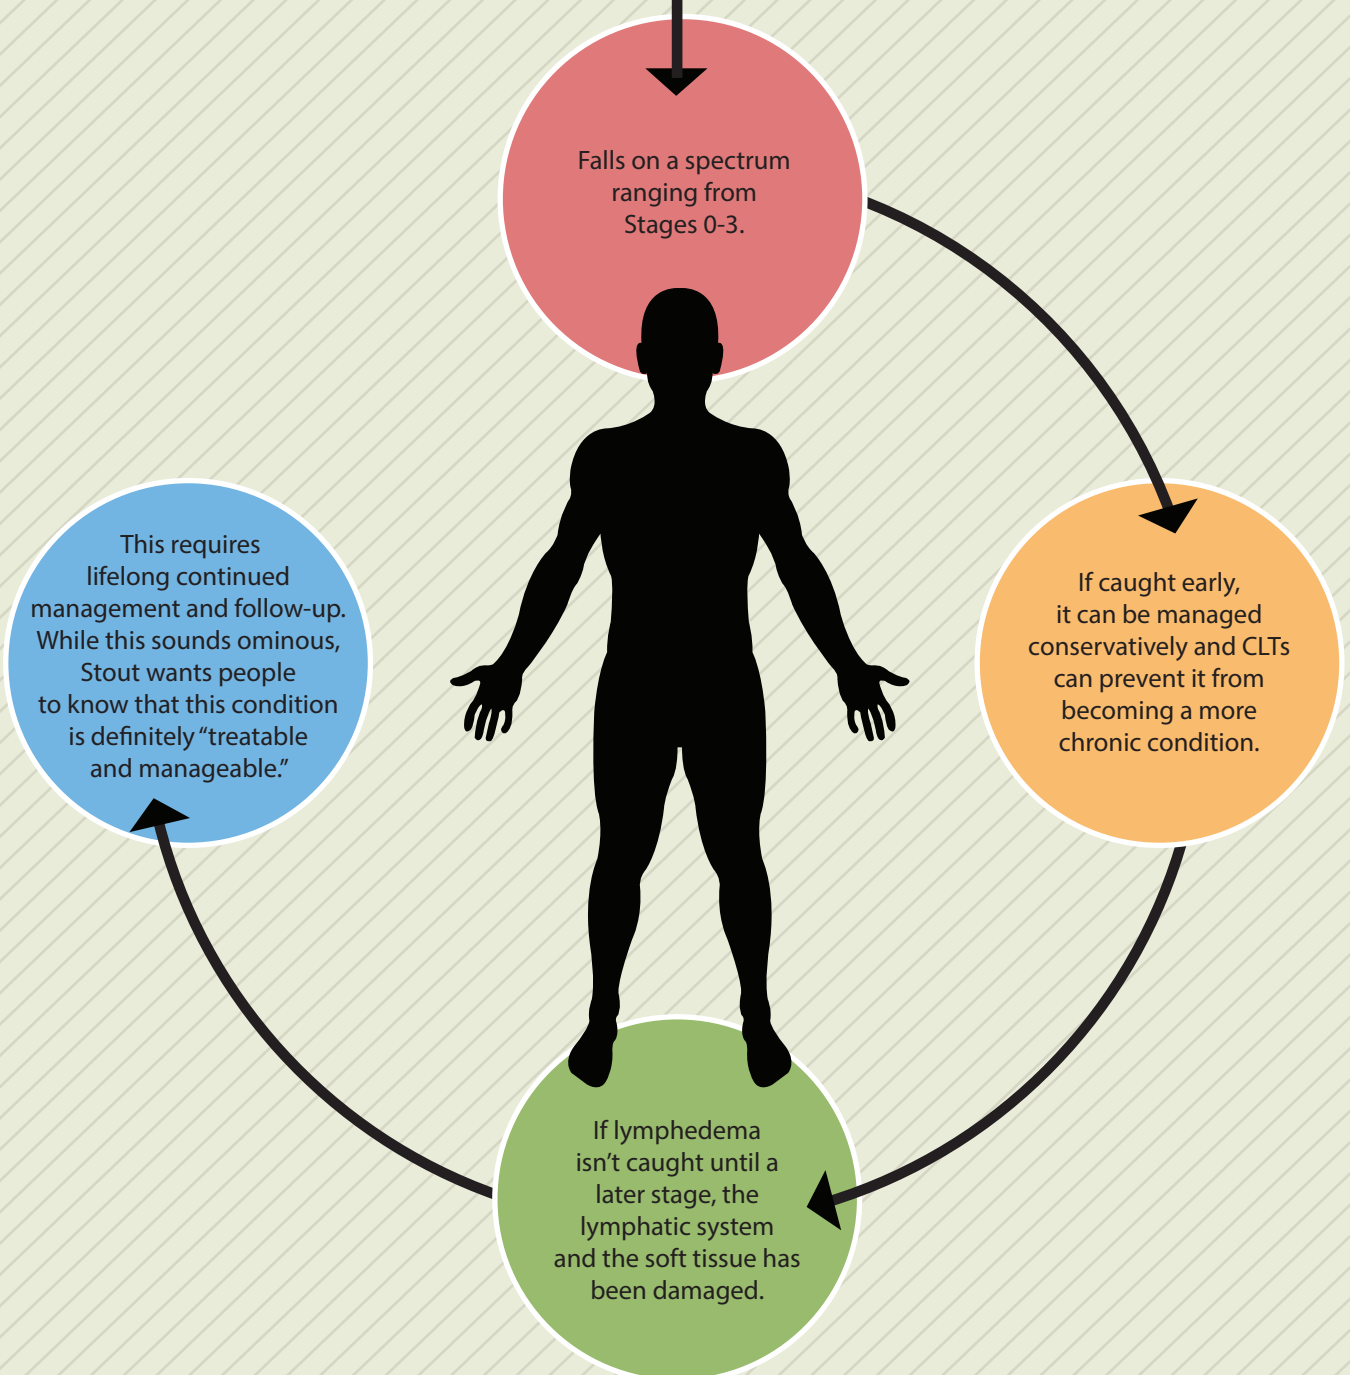 Falls on a spectrum
ranging from
Stages 0-3.
If caught early,
it can be managed
conservatively and CLTs
can prevent it from
becoming a more
chronic condition.
If lymphedema
isn’t caught until a
later stage, the
lymphatic system
and the soft tissue has
been damaged.
This requires
lifelong continued
management and follow-up.
While this sounds ominous,
Stout wants people
to know that this condition
is definitely “treatable
and manageable.”